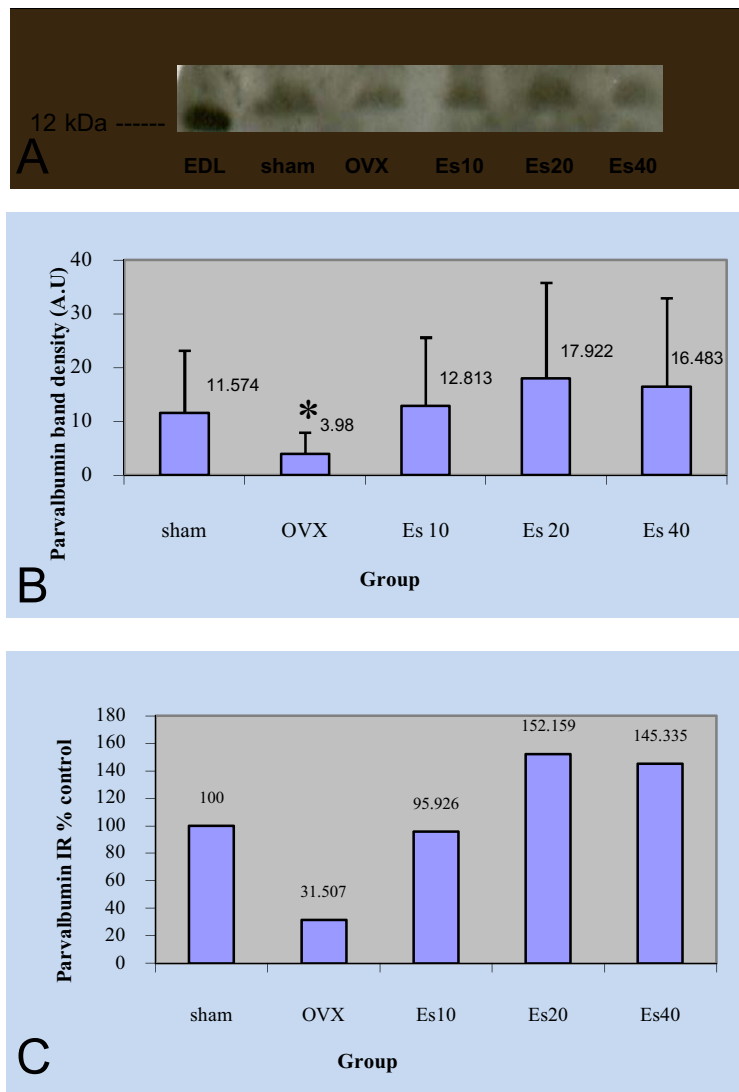 12 kDa ------
A
EDL sham OVX Es10 Es20 Es40
Parvalbumin band density (A.U)
40
30
20
10
0
11.574
*
3.98
12.813
17.922
16.483
sham OVX Es 10 Es 20 Es 40
Group
B
Parvalbumin IR % control
180
160
140
120
100
80
60
40
20
0
100
31.507
95.926
152.159
145.335
sham OVX Es10 Es20 Es40
Group
C